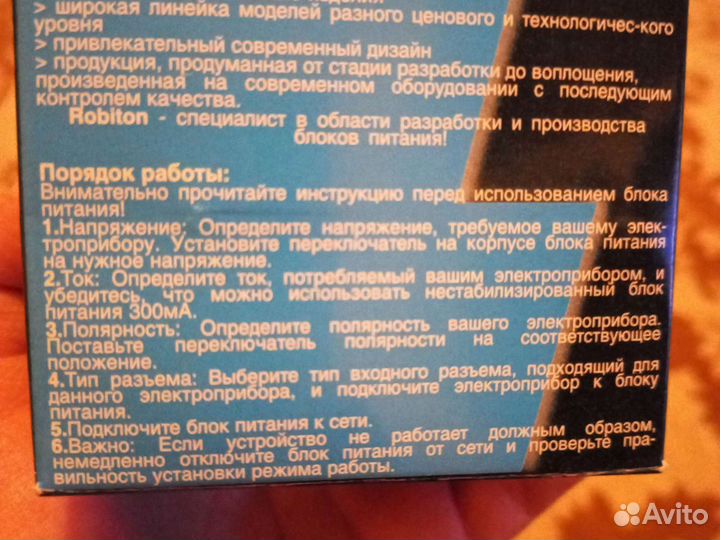 > широкая линейка моделей разного ценового и технологичес-кого
уровня
> привлекательный современный дизайн
> продукция, продуманная от стадии разработки до воплощения,
произведенная на современном оборудовании с последующим
контролем качества.
Robiton - специалист в области разработки и производства
блоков питания!
Порядок работы:
Внимательно прочитайте инструкцию перед использованием блока
питания!
1.Напряжение: Определите напряжение, требуемое вашему элек-
троприбору. Установите переключатель на корпусе блока питания
на нужное напряжение.
2.Ток: Определите ток, потребляемый вашим электроприбором, и
убедитесь, что можно использовать нестабилизированный блок
питания 300мА.
3.Полярность: Определите полярность вашего электроприбора.
Поставьте переключатель полярности на соответствующее
положение.
4.Тип разъема: Выберите тип входного разъема, подходящий для
данного электроприбора, и подключите электроприбор к блоку
питания.
5.Подключите блок питания к сети.
6.Важно: Если устройство не работает должным образом,
немедленно отключите блок питания от сети и проверьте пра-
вильность установки режима работы.
Avito